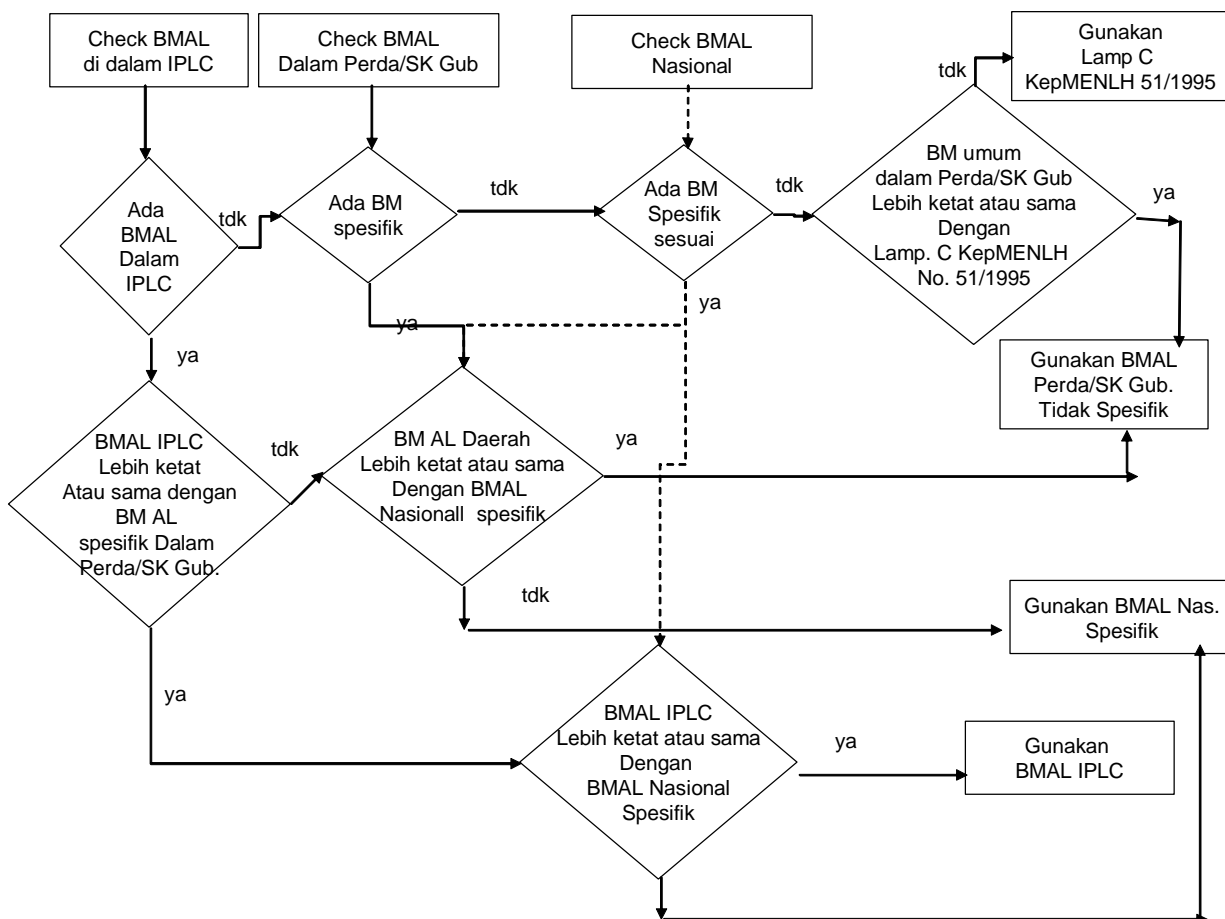 Check BMAL
di dalam IPLC
Check BMAL
Dalam Perda/SK Gub
Check BMAL
Nasional
Gunakan
Lamp C
KepMENLH 51/1995
tdk
Ada
BMAL
Dalam
IPLC
tdk
Ada BM
spesifik
tdk
Ada BM
Spesifik
sesuai
tdk
BM umum
dalam Perda/SK Gub
Lebih ketat atau sama
Dengan
Lamp. C KepMENLH
No. 51/1995
ya
ya
ya
ya
Gunakan BMAL
Perda/SK Gub.
Tidak Spesifik
BMAL IPLC
Lebih ketat
Atau sama dengan
BM AL
spesifik Dalam
Perda/SK Gub.
tdk
BM AL Daerah
Lebih ketat atau sama
Dengan BMAL
Nasionall spesifik
ya
tdk
Gunakan BMAL Nas.
Spesifik
ya
BMAL IPLC
Lebih ketat atau sama
Dengan
BMAL Nasional
Spesifik
ya
Gunakan
BMAL IPLC